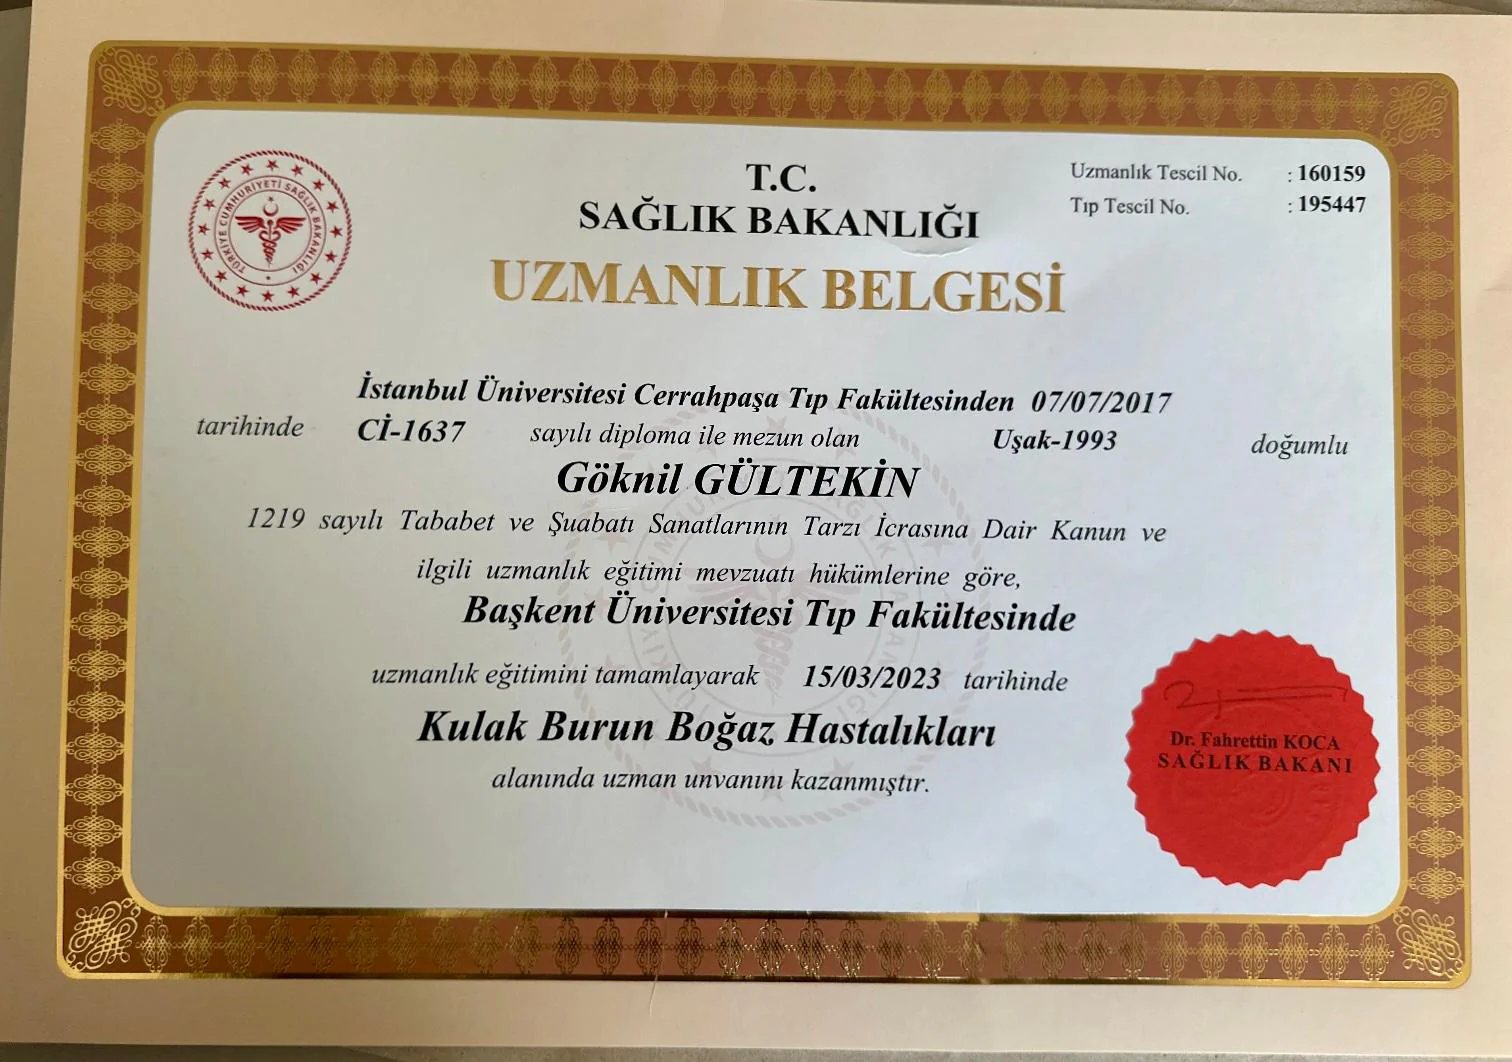 TÜRKİYE CUMHURİYETİ SAĞLIK BAKANLIĞI
T.C.
SAĞLIK BAKANLIĞI
UZMANLIK BELGESİ
Uzmanlık Tescil No. : 160159
Tıp Tescil No. : 195447
İstanbul Üniversitesi Cerrahpaşa Tıp Fakültesinden 07/07/2017
tarihinde Cİ-1637 sayılı diploma ile mezun olan Uşak-1993 doğumlu
Göknil GÜLTEKİN
1219 sayılı Tababet ve Şuabatı Sanatlarının Tarzı İcrasına Dair Kanun ve
ilgili uzmanlık eğitimi mevzuatı hükümlerine göre,
Başkent Üniversitesi Tıp Fakültesinde
uzmanlık eğitimini tamamlayarak 15/03/2023 tarihinde
Kulak Burun Boğaz Hastalıkları
alanında uzman unvanını kazanmıştır.
Dr. Fahrettin KOCA
SAĞLIK BAKANI